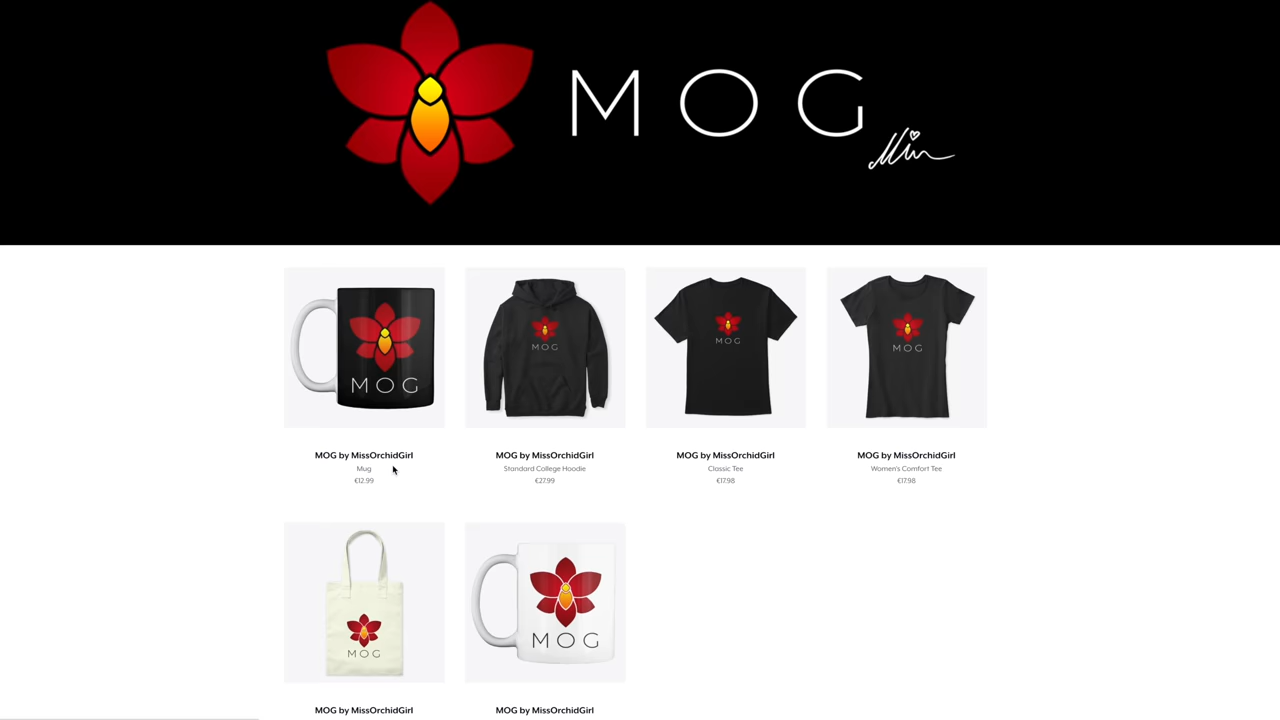 MOG
Min
MOG
MOG
MOG
MOG
MOG by MissOrchidGirl
Mug
€12.99
MOG by MissOrchidGirl
Standard College Hoodie
€27.99
MOG by MissOrchidGirl
Classic Tee
€17.98
MOG by MissOrchidGirl
Women's Comfort Tee
€17.98
MOG
MOG
MOG by MissOrchidGirl
MOG by MissOrchidGirl